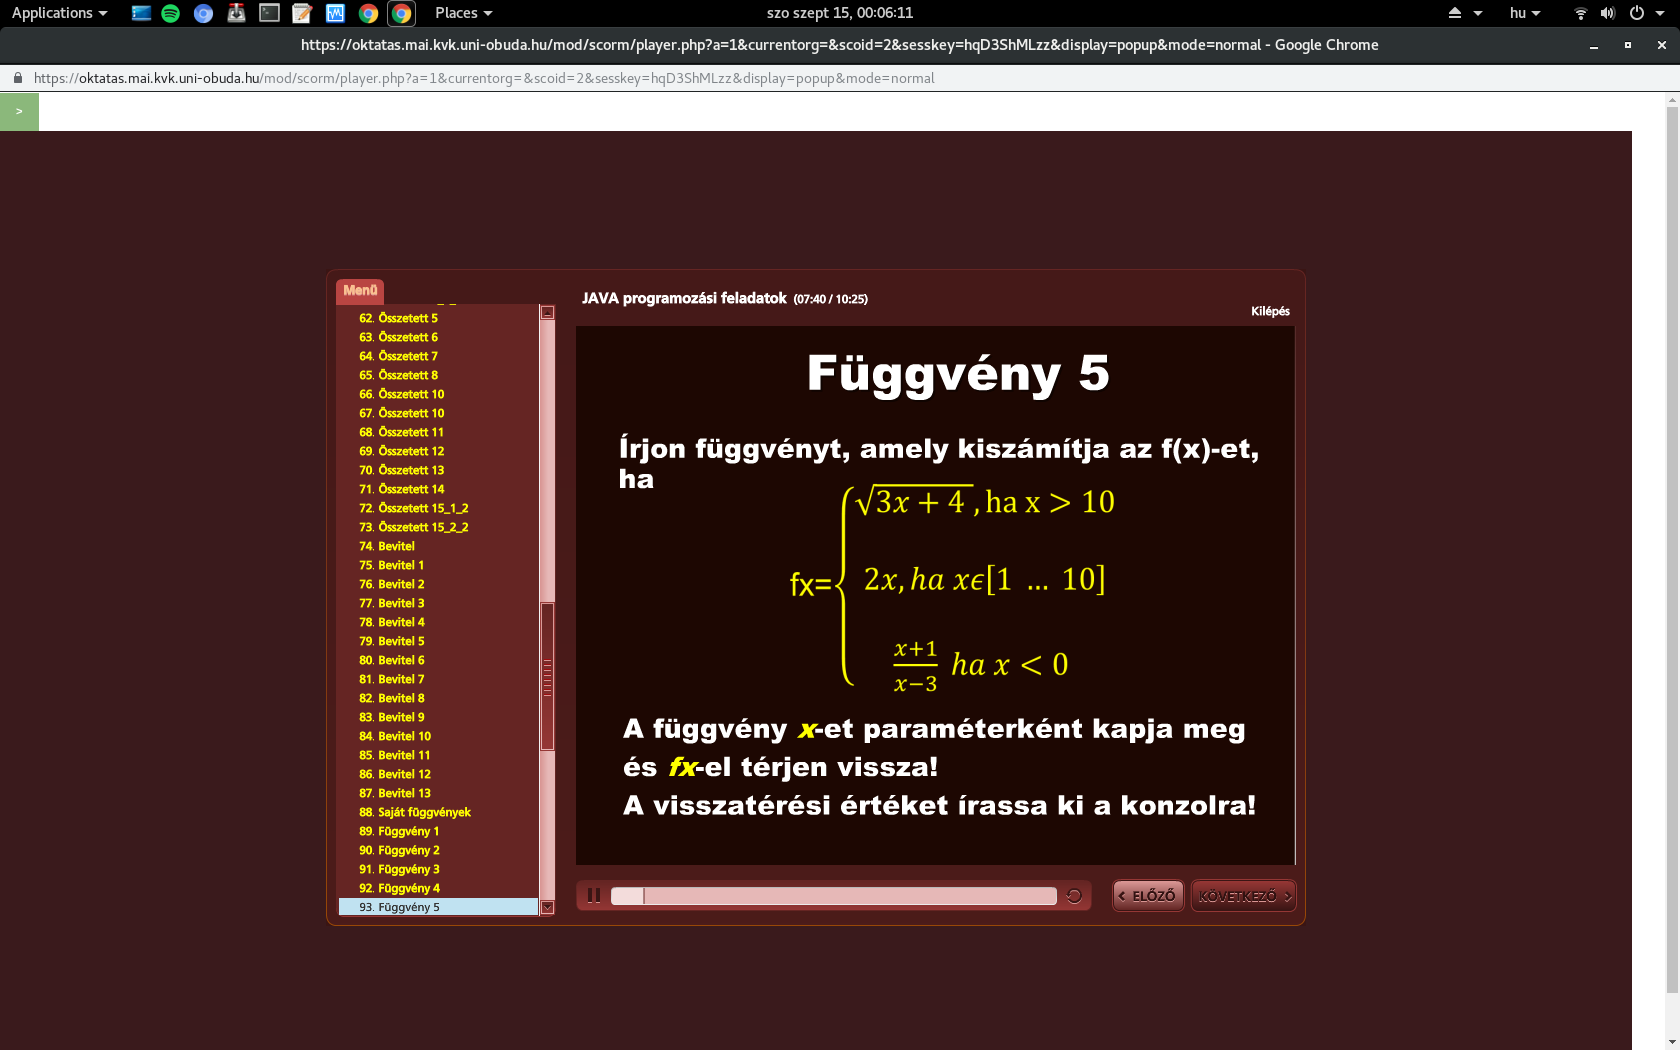 Applications
Places
szo szept 15, 00:06:11
hu
https://oktatas.mai.kvk.uni-obuda.hu/mod/scorm/player.php?a=1&currentorg=&scoid=2&sesskey=hqD3ShMLzz&display=popup&mode=normal - Google Chrome
https://oktatas.mai.kvk.uni-obuda.hu/mod/scorm/player.php?a=1&currentorg=&scoid=2&sesskey=hqD3ShMLzz&display=popup&mode=normal
>
Menü
62. Összetett 5
63. Összetett 6
64. Összetett 7
65. Összetett 8
66. Összetett 10
67. Összetett 10
68. Összetett 11
69. Összetett 12
70. Összetett 13
71. Összetett 14
72. Összetett 15_1_2
73. Összetett 15_2_2
74. Bevitel
75. Bevitel 1
76. Bevitel 2
77. Bevitel 3
78. Bevitel 4
79. Bevitel 5
80. Bevitel 6
81. Bevitel 7
82. Bevitel 8
83. Bevitel 9
84. Bevitel 10
85. Bevitel 11
86. Bevitel 12
87. Bevitel 13
88. Saját függvények
89. Függvény 1
90. Függvény 2
91. Függvény 3
92. Függvény 4
93. Függvény 5
JAVA programozási feladatok (07:40 / 10:25)
Kilépés
Függvény 5
Írjon függvényt, amely kiszámítja az f(x)-et,
ha
√3x + 4 , ha x > 10
fx= { 2x, ha xϵ[1 … 10]
x+1/x−3 ha x < 0
A függvény x-et paraméterként kapja meg
és fx-el térjen vissza!
A visszatérési értéket írassa ki a konzolra!
< ELŐZŐ
KÖVETKEZŐ >